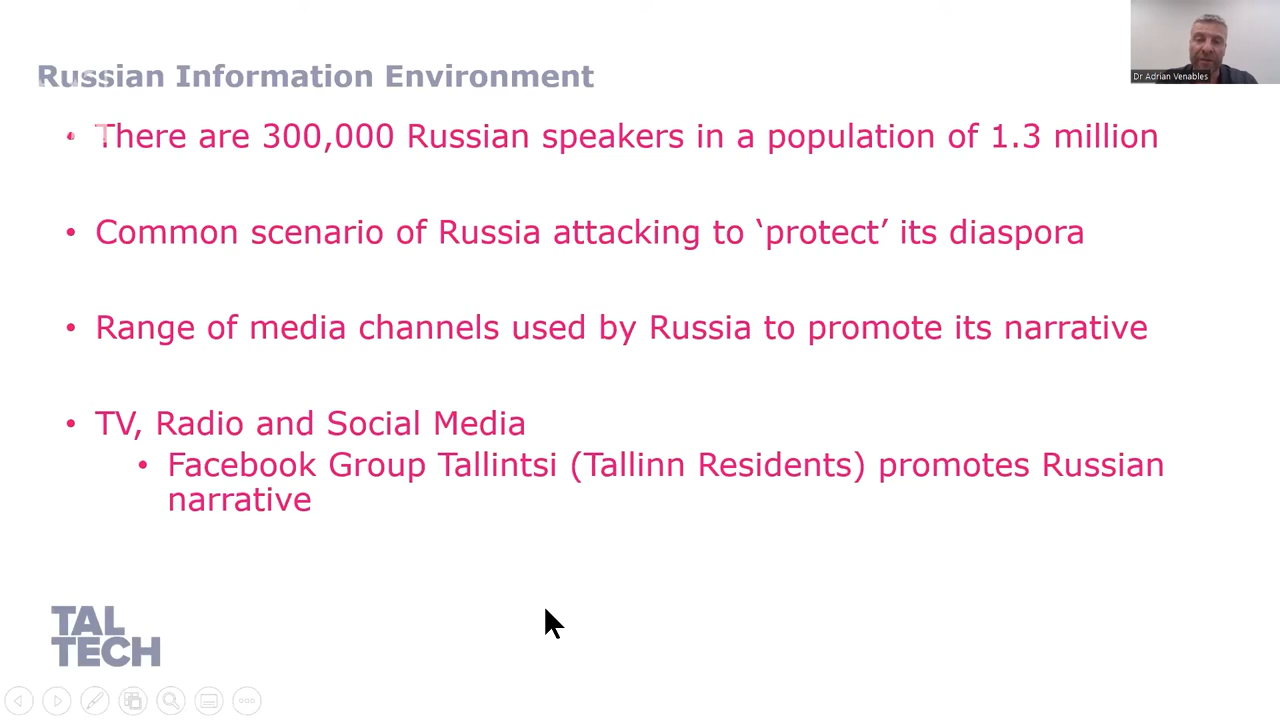 Dr Adrian Venables
Russian Information Environment
• There are 300,000 Russian speakers in a population of 1.3 million
• Common scenario of Russia attacking to ‘protect’ its diaspora
• Range of media channels used by Russia to promote its narrative
• TV, Radio and Social Media
• Facebook Group Tallintsi (Tallinn Residents) promotes Russian
narrative
TAL
TECH